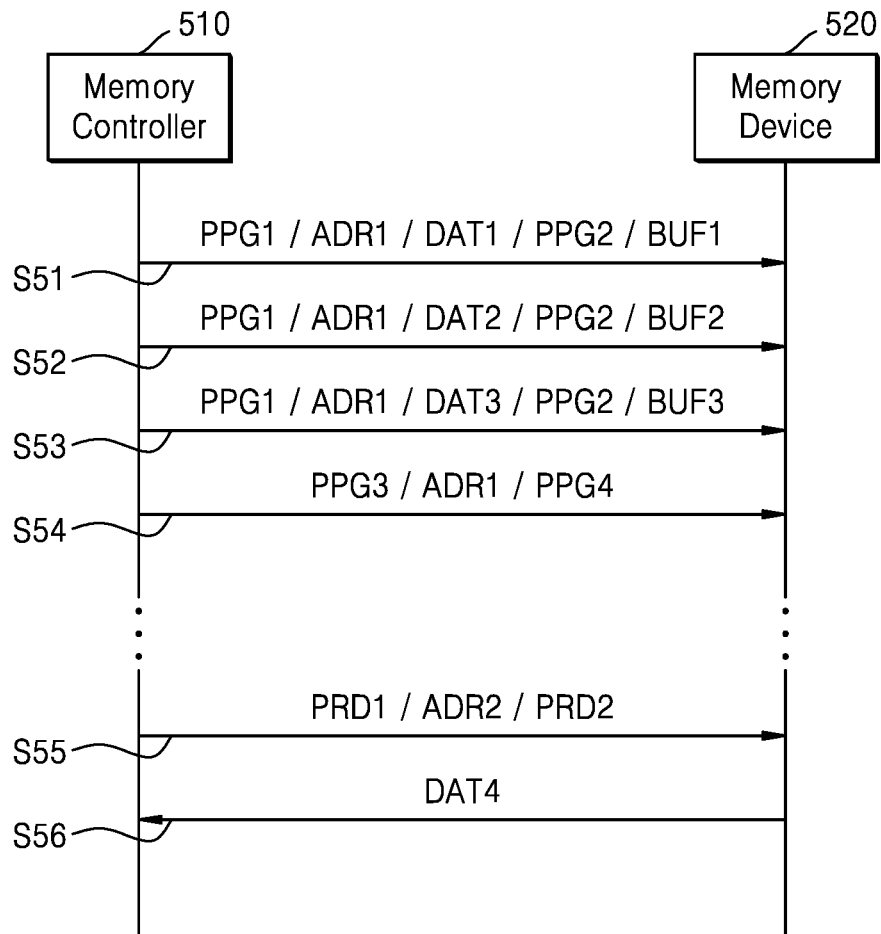 510
520
Memory
Controller
Memory
Device
PPG1 / ADR1 / DAT1 / PPG2 / BUF1
S51
PPG1 / ADR1 / DAT2 / PPG2 / BUF2
S52
PPG1 / ADR1 / DAT3 / PPG2 / BUF3
S53
PPG3 / ADR1 / PPG4
S54
PRD1 / ADR2 / PRD2
S55
DAT4
S56